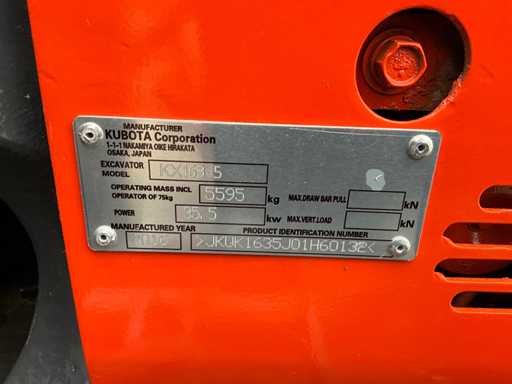 MANUFACTURER
KUBOTA Corporation
1-1-1 NAKAMIYA OIKE HIRAKATA
OSAKA, JAPAN
EXCAVATOR MODEL KX163 5
OPERATING MASS INCL OPERATOR OF 75kg 5595 kg MAX.DRAW BAR PULL kN
POWER 35.5 kw MAX.VERT.LOAD kN
MANUFACTURED YEAR PRODUCT IDENTIFICATION NUMBER
>JKUK1635J01H60132<